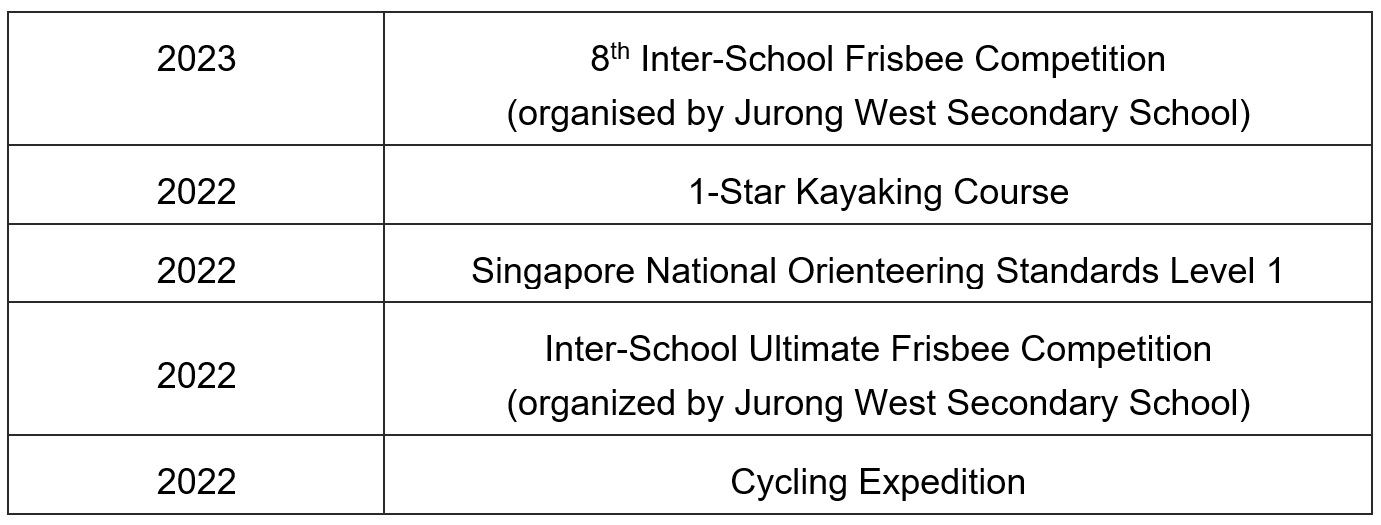 2023
8th Inter-School Frisbee Competition
(organised by Jurong West Secondary School)
2022
1-Star Kayaking Course
2022
Singapore National Orienteering Standards Level 1
2022
Inter-School Ultimate Frisbee Competition
(organized by Jurong West Secondary School)
2022
Cycling Expedition